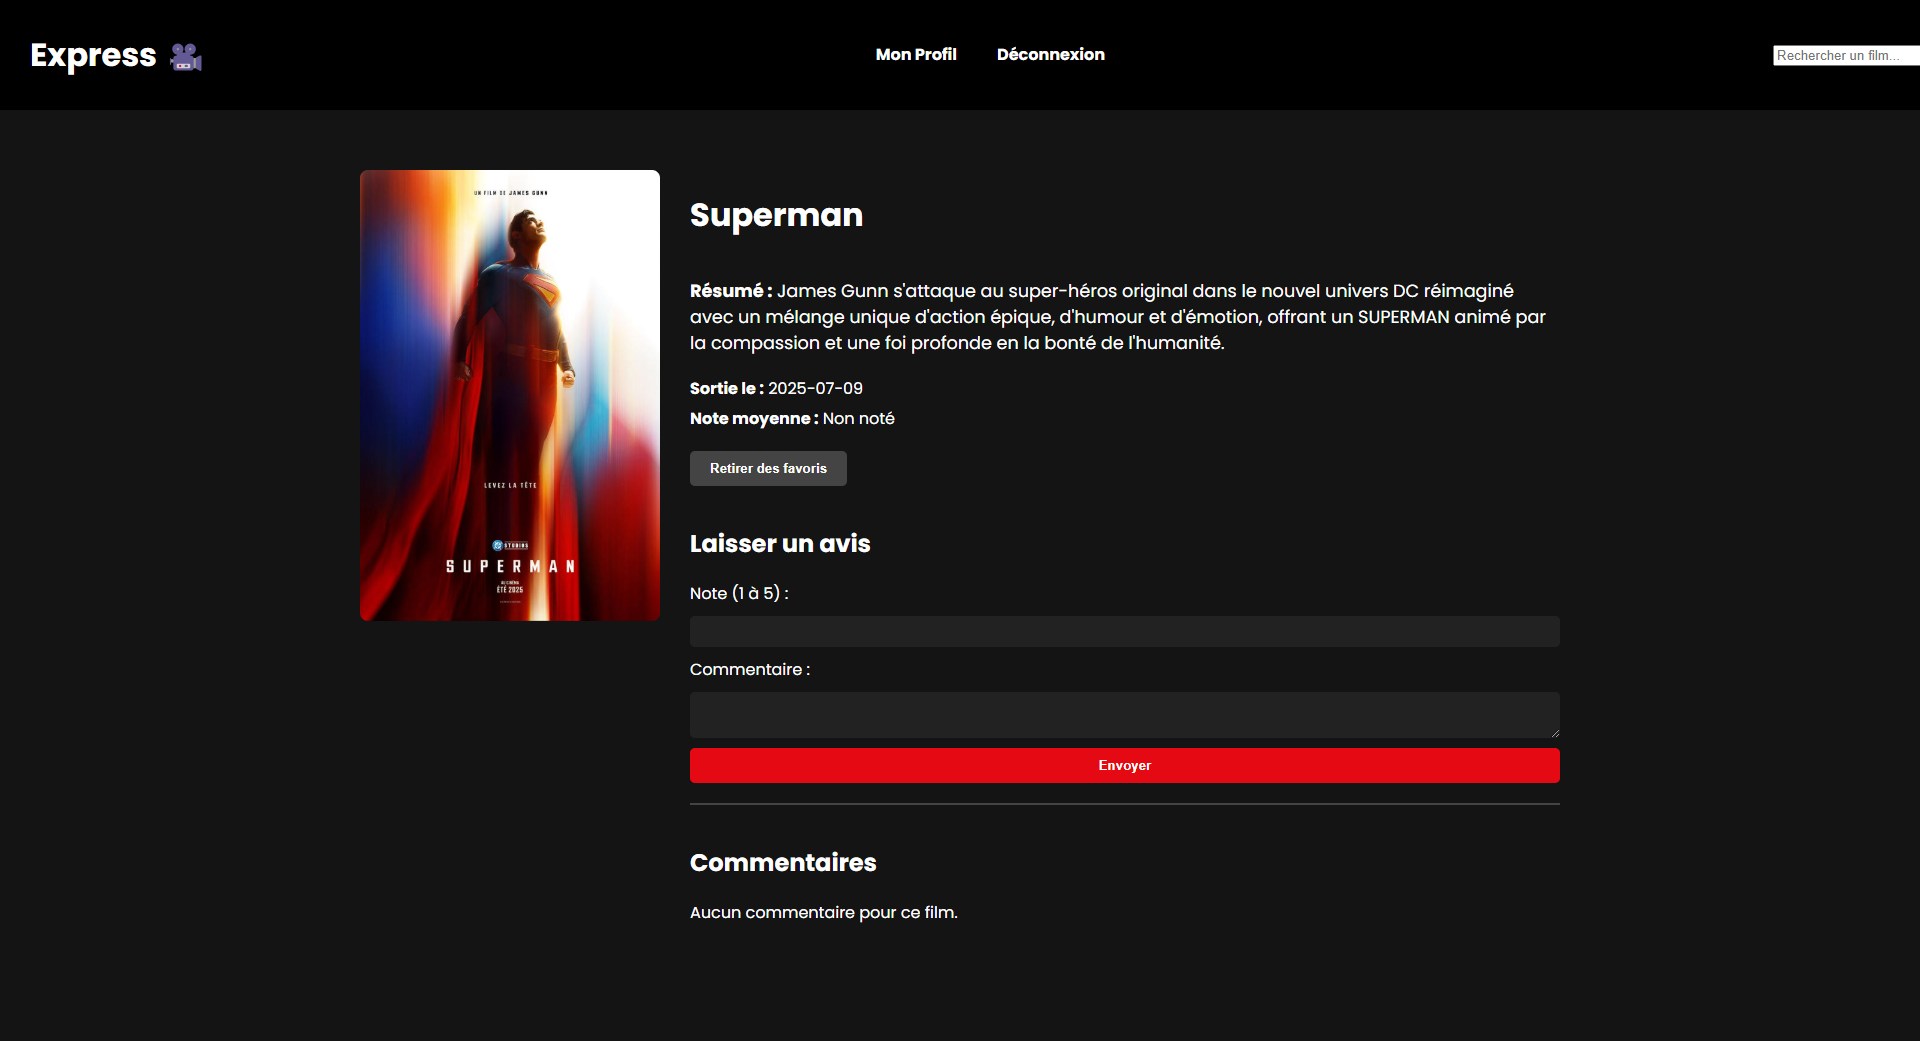 Express
Mon Profil
Déconnexion
Rechercher un film...
UN FILM DE JAMES GUNN
LEVEZ LA TÊTE
DC STUDIOS
SUPERMAN
AU CINÉMA
ÉTÉ 2025
Superman
Résumé : James Gunn s'attaque au super-héros original dans le nouvel univers DC réimaginé
avec un mélange unique d'action épique, d'humour et d'émotion, offrant un SUPERMAN animé par
la compassion et une foi profonde en la bonté de l'humanité.
Sortie le : 2025-07-09
Note moyenne : Non noté
Retirer des favoris
Laisser un avis
Note (1 à 5) :
Commentaire :
Envoyer
Commentaires
Aucun commentaire pour ce film.